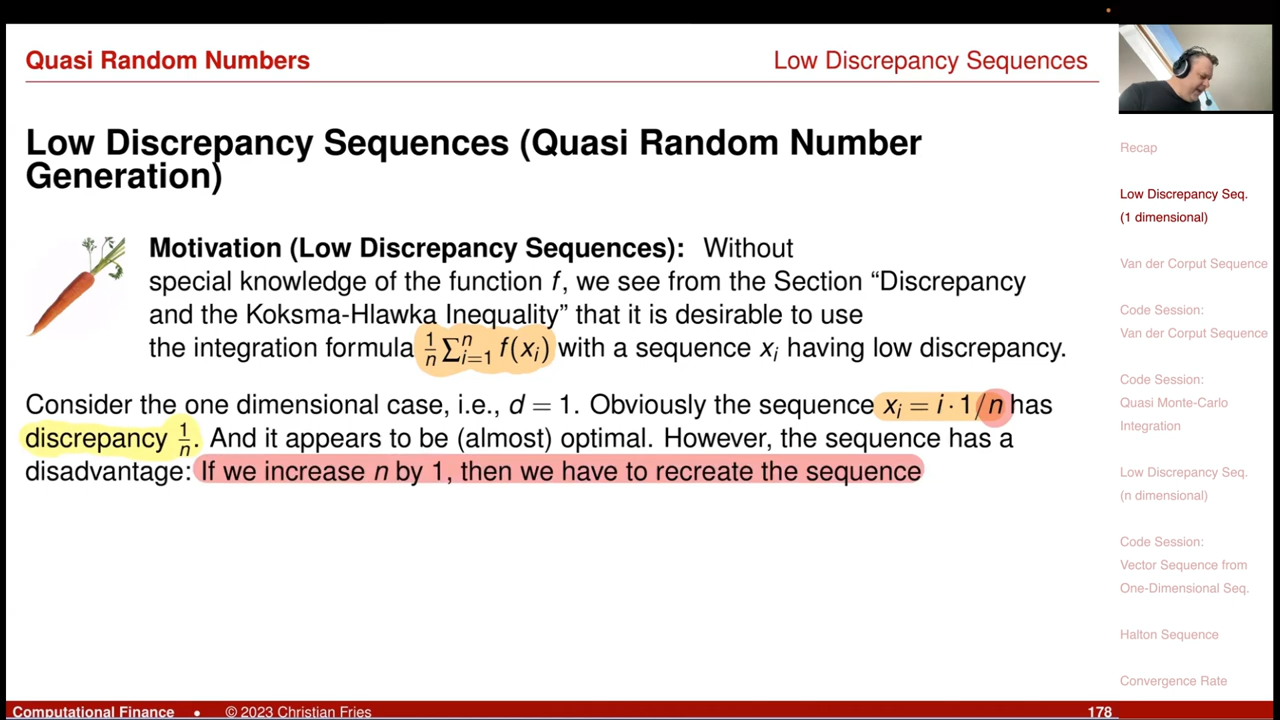 Quasi Random Numbers
Low Discrepancy Sequences
Low Discrepancy Sequences (Quasi Random Number
Generation)
Motivation (Low Discrepancy Sequences): Without
special knowledge of the function f, we see from the Section “Discrepancy
and the Koksma-Hlawka Inequality” that it is desirable to use
the integration formula 1/n ∑ⁿᵢ₌₁ f(xᵢ) with a sequence xᵢ having low discrepancy.
Consider the one dimensional case, i.e., d = 1. Obviously the sequence xᵢ = i · 1/n has
discrepancy 1/n. And it appears to be (almost) optimal. However, the sequence has a
disadvantage: If we increase n by 1, then we have to recreate the sequence
Recap
Low Discrepancy Seq.
(1 dimensional)
Van der Corput Sequence
Code Session:
Van der Corput Sequence
Code Session:
Quasi Monte-Carlo
Integration
Low Discrepancy Seq.
(n dimensional)
Code Session:
Vector Sequence from
One-Dimensional Seq.
Halton Sequence
Convergence Rate
Computational Finance • © 2023 Christian Fries
178